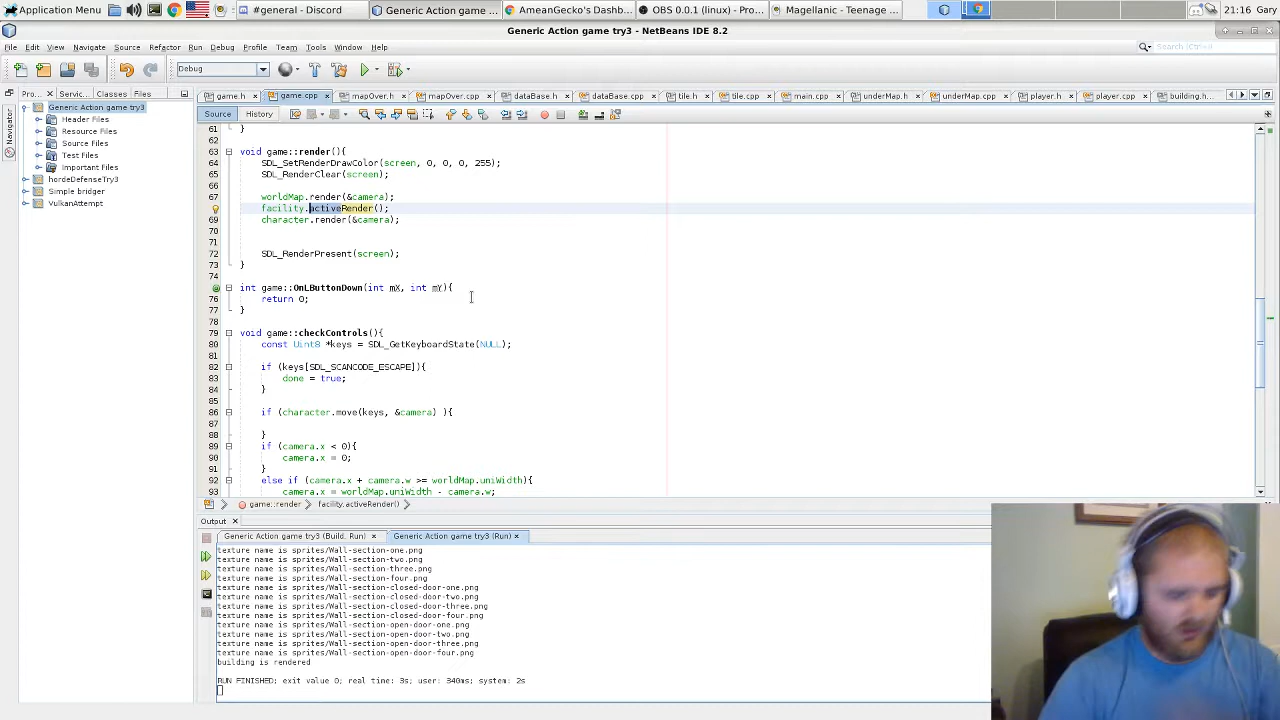 Application Menu
#general - Discord
Generic Action game ...
AmeanGecko's Dashb...
OBS 0.0.1 (linux) - Pro...
Magellanic - Teenage ...
21:16 Gary
Generic Action game try3 - NetBeans IDE 8.2
File Edit View Navigate Source Refactor Run Debug Profile Team Tools Window Help
Search (Ctrl+I)
Debug
Pro... Servic... Classes Files
game.h game.cpp mapOver.h mapOver.cpp dataBase.h dataBase.cpp tile.h tile.cpp main.cpp underMap.h underMap.cpp player.h player.cpp building.h...
Navigator
Generic Action game try3
Header Files
Resource Files
Source Files
Test Files
Important Files
hordeDefenseTry3
Simple bridger
VulkanAttempt
Source History
61 }
62
63 void game::render(){
64 SDL_SetRenderDrawColor(screen, 0, 0, 0, 255);
65 SDL_RenderClear(screen);
66
67 worldMap.render(&camera);
facility.activeRender();
69 character.render(&camera);
70
71
72 SDL_RenderPresent(screen);
73 }
74
int game::OnLButtonDown(int mX, int mY){
76 return 0;
77 }
78
79 void game::checkControls(){
80 const Uint8 *keys = SDL_GetKeyboardState(NULL);
81
82 if (keys[SDL_SCANCODE_ESCAPE]){
83 done = true;
84 }
85
86 if (character.move(keys, &camera) ){
87
88 }
89 if (camera.x < 0){
90 camera.x = 0;
91 }
92 else if (camera.x + camera.w >= worldMap.uniWidth){
93 camera.x = worldMap.uniWidth - camera.w;
game::render facility.activeRender()
Output
Generic Action game try3 (Build, Run) Generic Action game try3 (Run)
texture name is sprites/Wall-section-one.png
texture name is sprites/Wall-section-two.png
texture name is sprites/Wall-section-three.png
texture name is sprites/Wall-section-four.png
texture name is sprites/Wall-section-closed-door-one.png
texture name is sprites/Wall-section-closed-door-two.png
texture name is sprites/Wall-section-closed-door-three.png
texture name is sprites/Wall-section-closed-door-four.png
texture name is sprites/Wall-section-open-door-one.png
texture name is sprites/Wall-section-open-door-two.png
texture name is sprites/Wall-section-open-door-three.png
texture name is sprites/Wall-section-open-door-four.png
building is rendered
RUN FINISHED; exit value 0; real time: 3s; user: 340ms; system: 2s